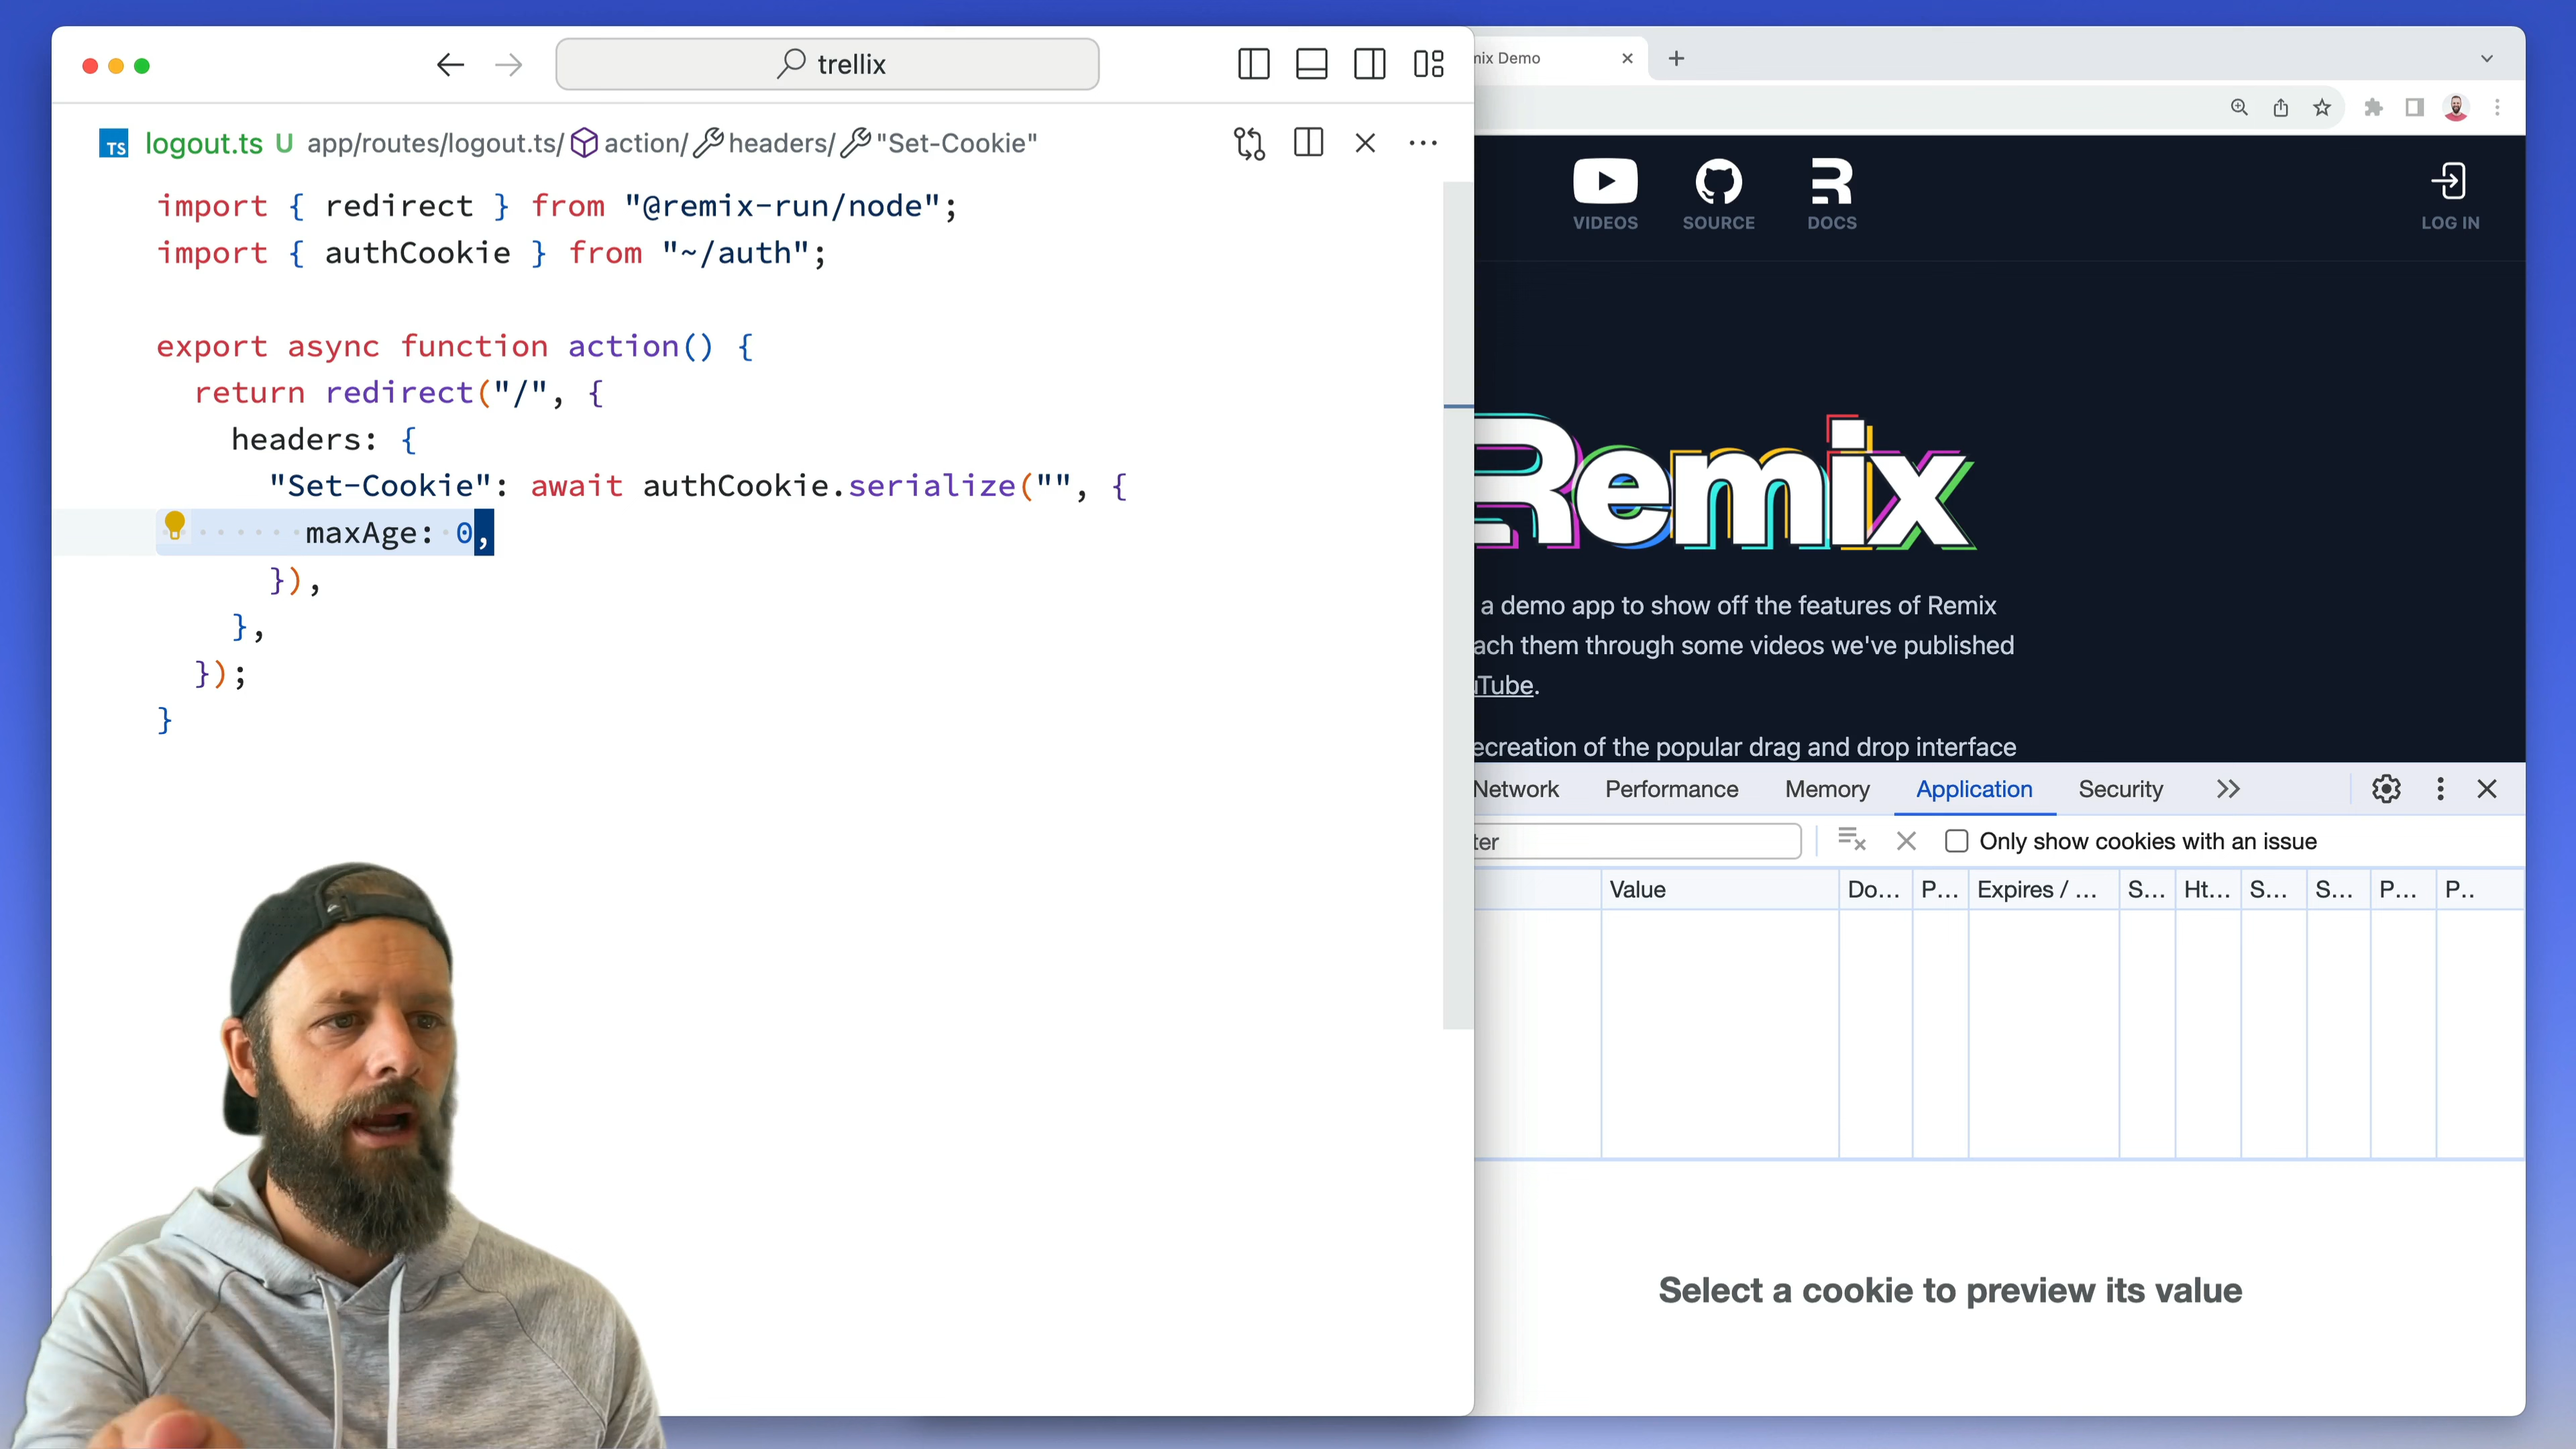 trellix
TS logout.ts U app/routes/logout.ts/ action/ headers/ "Set-Cookie"
import { redirect } from "@remix-run/node";
import { authCookie } from "~/auth";
export async function action() {
return redirect("/", {
headers: {
"Set-Cookie": await authCookie.serialize("", {
maxAge: 0,
}),
},
});
}
mix Demo
VIDEOS SOURCE DOCS LOG IN
Remix
a demo app to show off the features of Remix
ach them through some videos we've published
uTube.
ecreation of the popular drag and drop interface
Network Performance Memory Application Security
ter Only show cookies with an issue
Value Do... P... Expires / ... S... Ht... S... S... P... P..
Select a cookie to preview its value